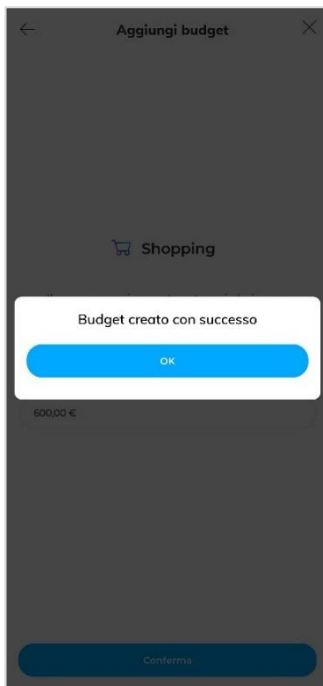 Aggiungi budget
Shopping
Budget creato con successo
OK
600,00 €
Conferma